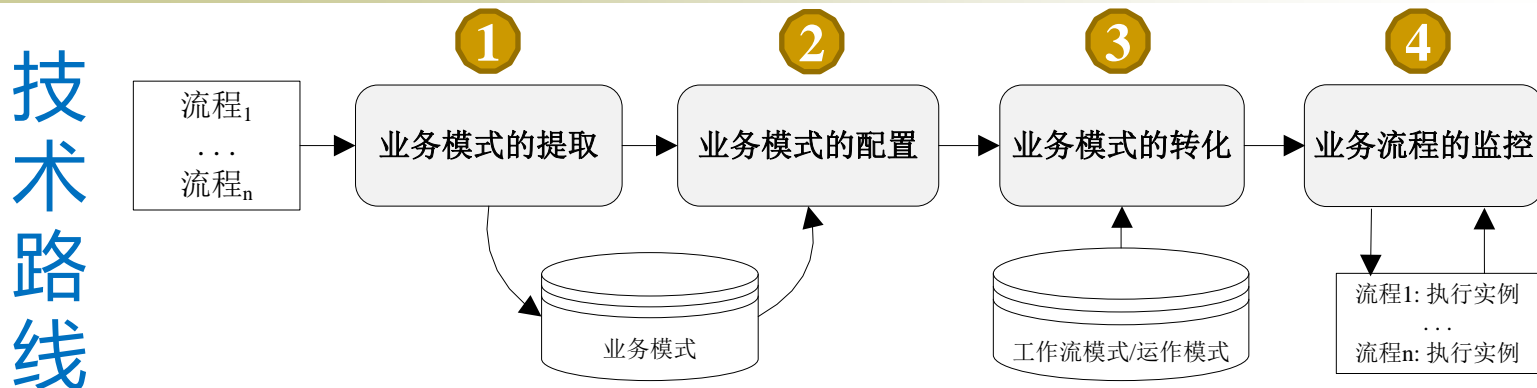 技术路线
1
2
3
4
流程1
. . .
流程n
业务模式的提取
业务模式的配置
业务模式的转化
业务流程的监控
业务模式
工作流模式/运作模式
流程1: 执行实例
. . .
流程n: 执行实例